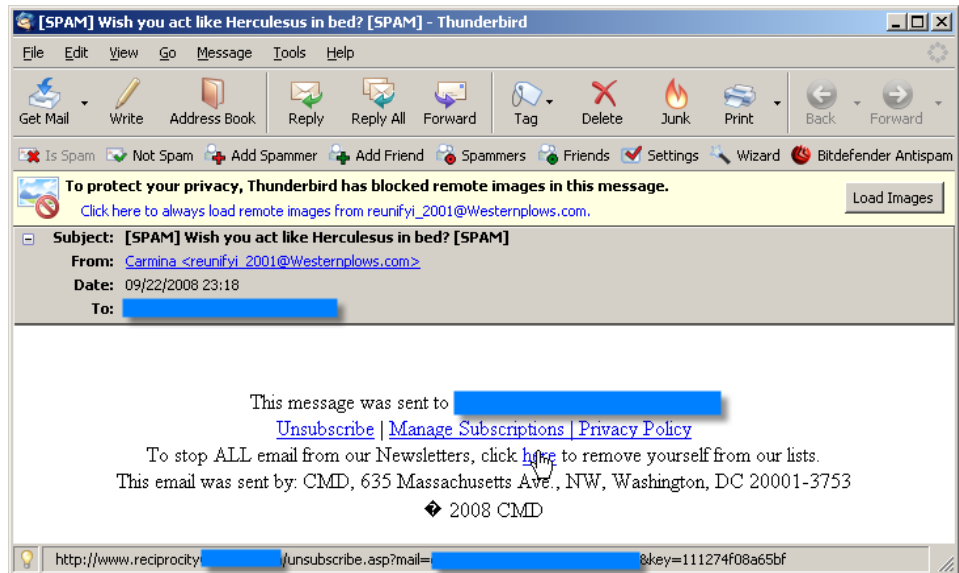 [SPAM] Wish you act like Herculesus in bed? [SPAM] - Thunderbird
File Edit View Go Message Tools Help
Get Mail Write Address Book Reply Reply All Forward Tag Delete Junk Print Back Forward
Is Spam Not Spam Add Spammer Add Friend Spammers Friends Settings Wizard Bitdefender Antispam
To protect your privacy, Thunderbird has blocked remote images in this message.
Click here to always load remote images from reunifyi_2001@Westernplows.com.
Load Images
Subject: [SPAM] Wish you act like Herculesus in bed? [SPAM]
From: Carmina <reunifyi_2001@Westernplows.com>
Date: 09/22/2008 23:18
To:
This message was sent to
Unsubscribe | Manage Subscriptions | Privacy Policy
To stop ALL email from our Newsletters, click here to remove yourself from our lists.
This email was sent by: CMD, 635 Massachusetts Ave., NW, Washington, DC 20001-3753
� 2008 CMD
http://www.reciprocity /unsubscribe.asp?mail= &key=111274f08a65bf